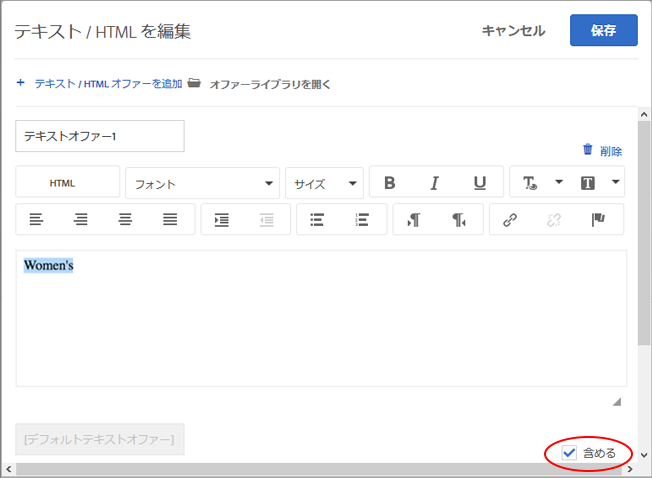 テキスト / HTML を編集
キャンセル
保存
+ テキスト / HTML オファーを追加
オファーライブラリを開く
テキストオファー1
削除
HTML
フォント
サイズ
B I U T T
Women's
[デフォルトテキストオファー]
含める